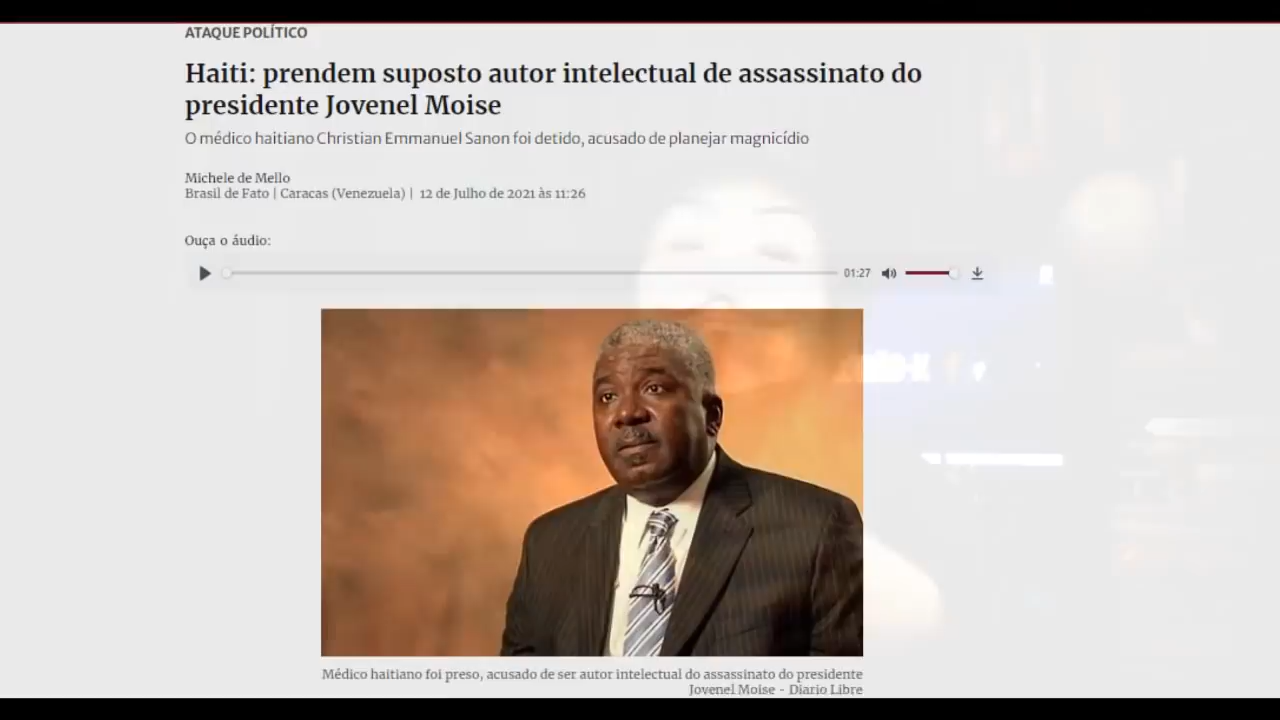 ATAQUE POLÍTICO
Haiti: prendem suposto autor intelectual de assassinato do
presidente Jovenel Moise
O médico haitiano Christian Emmanuel Sanon foi detido, acusado de planejar magnicídio
Michele de Mello
Brasil de Fato | Caracas (Venezuela) | 12 de Julho de 2021 às 11:26
Ouça o áudio:
01:27
Médico haitiano foi preso, acusado de ser autor intelectual do assassinato do presidente
Jovenel Moise - Diario Libre